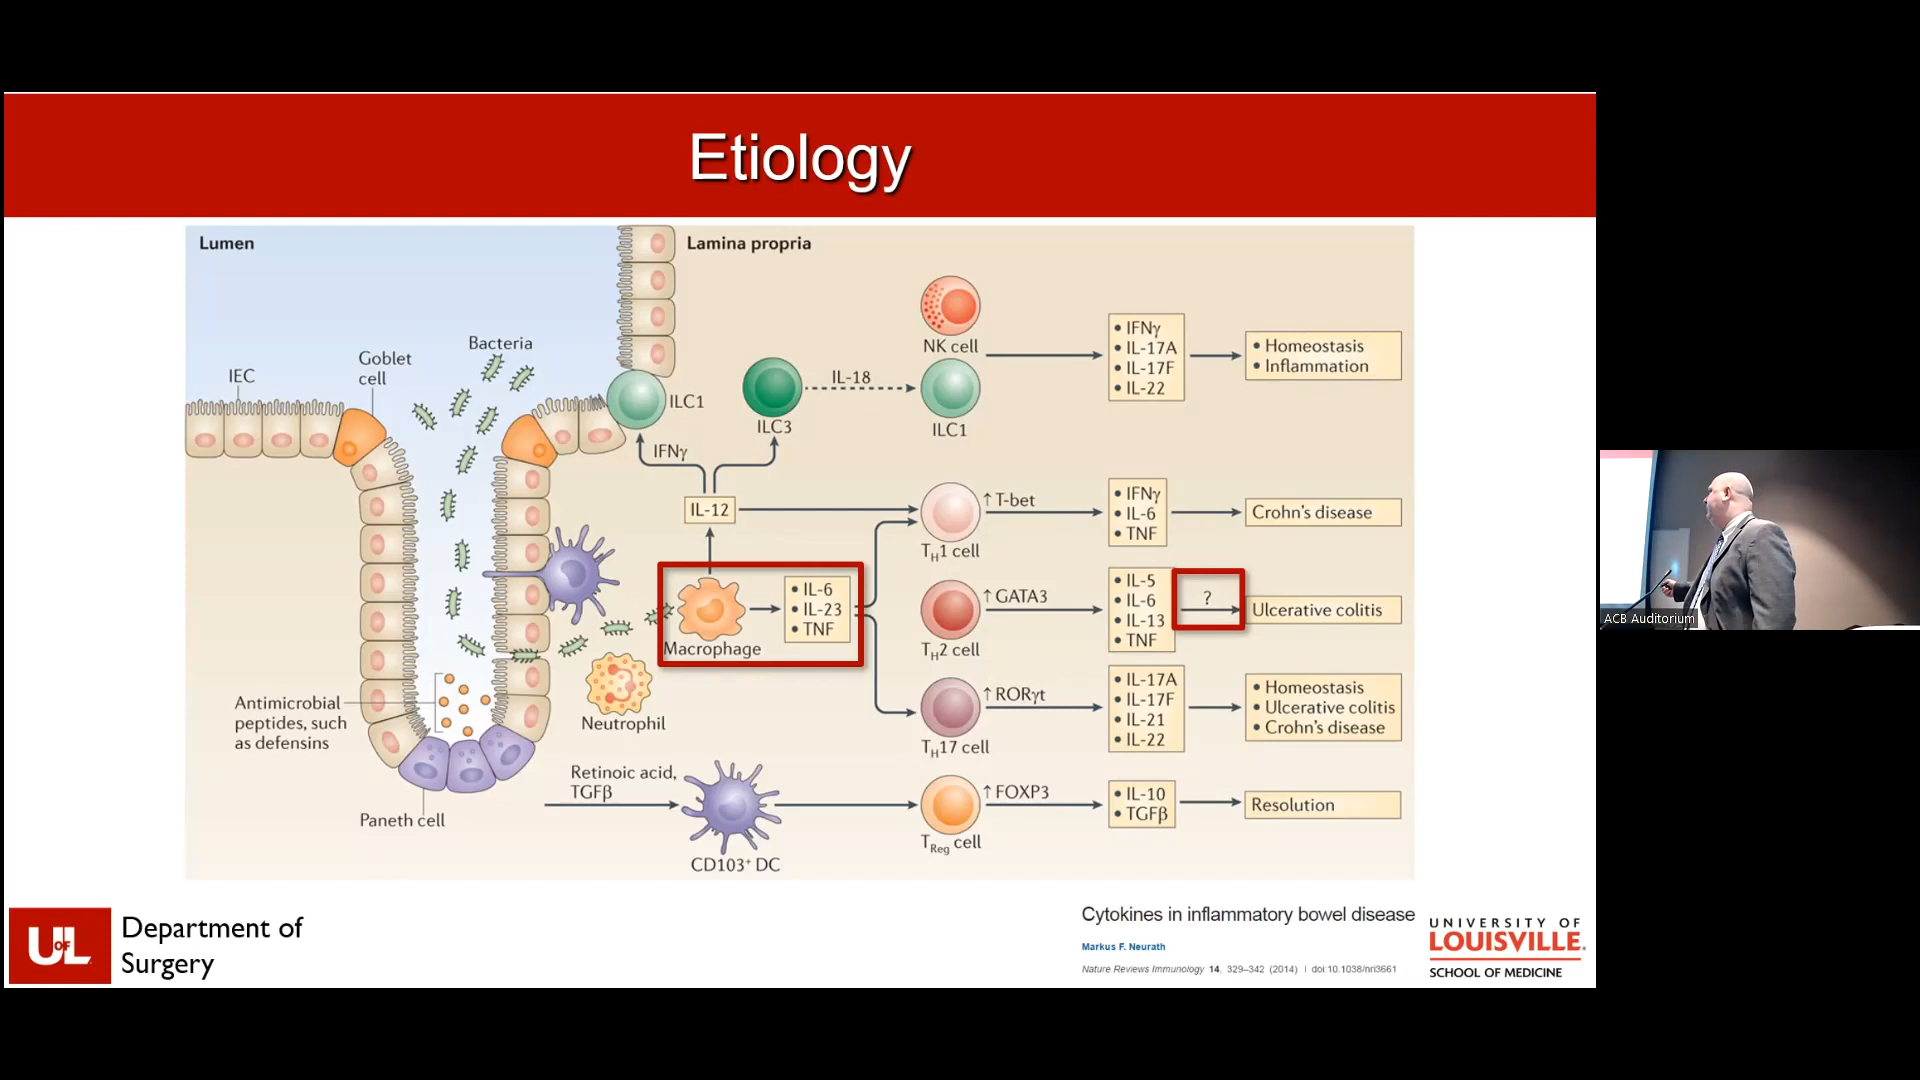 Etiology
Lumen
Lamina propria
Bacteria
Goblet
cell
IEC
ILC1
ILC3
IL-18
NK cell
ILC1
• IFNγ
• IL-17A
• IL-17F
• IL-22
• Homeostasis
• Inflammation
IFNγ
IL-12
↑ T-bet
TH1 cell
• IFNγ
• IL-6
• TNF
Crohn's disease
• IL-6
• IL-23
• TNF
Macrophage
↑ GATA3
TH2 cell
• IL-5
• IL-6
• IL-13
• TNF
?
Ulcerative colitis
Neutrophil
↑ RORγt
TH17 cell
• IL-17A
• IL-17F
• IL-21
• IL-22
• Homeostasis
• Ulcerative colitis
• Crohn's disease
Antimicrobial
peptides, such
as defensins
Paneth cell
Retinoic acid,
TGFβ
CD103+ DC
↑ FOXP3
TReg cell
• IL-10
• TGFβ
Resolution
ACB Auditorium
UL
OF
Department of
Surgery
Cytokines in inflammatory bowel disease
Markus F. Neurath
Nature Reviews Immunology 14, 329–342 (2014) | doi:10.1038/nri3661
UNIVERSITY OF
LOUISVILLE.
SCHOOL OF MEDICINE